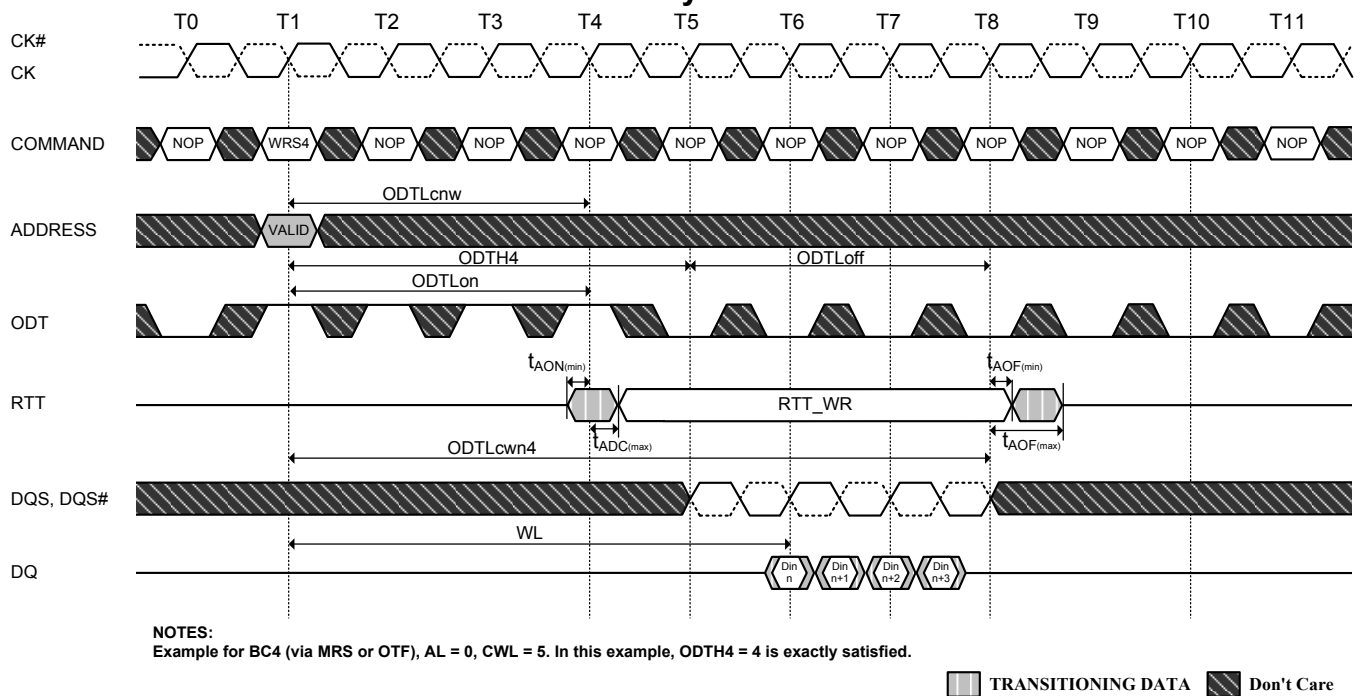 T0 T1 T2 T3 T4 T5 T6 T7 T8 T9 T10 T11
CK#
CK
COMMAND NOP WRS4 NOP NOP NOP NOP NOP NOP NOP NOP NOP NOP
ODTLcnw
ADDRESS VALID
ODTH4 ODTLoff
ODTLon
ODT
tAON(min) tAOF(min)
RTT RTT_WR
tADC(max) tAOF(max)
ODTLcwn4
DQS, DQS#
WL
DQ Din n Din n+1 Din n+2 Din n+3
NOTES:
Example for BC4 (via MRS or OTF), AL = 0, CWL = 5. In this example, ODTH4 = 4 is exactly satisfied.
TRANSITIONING DATA Don't Care